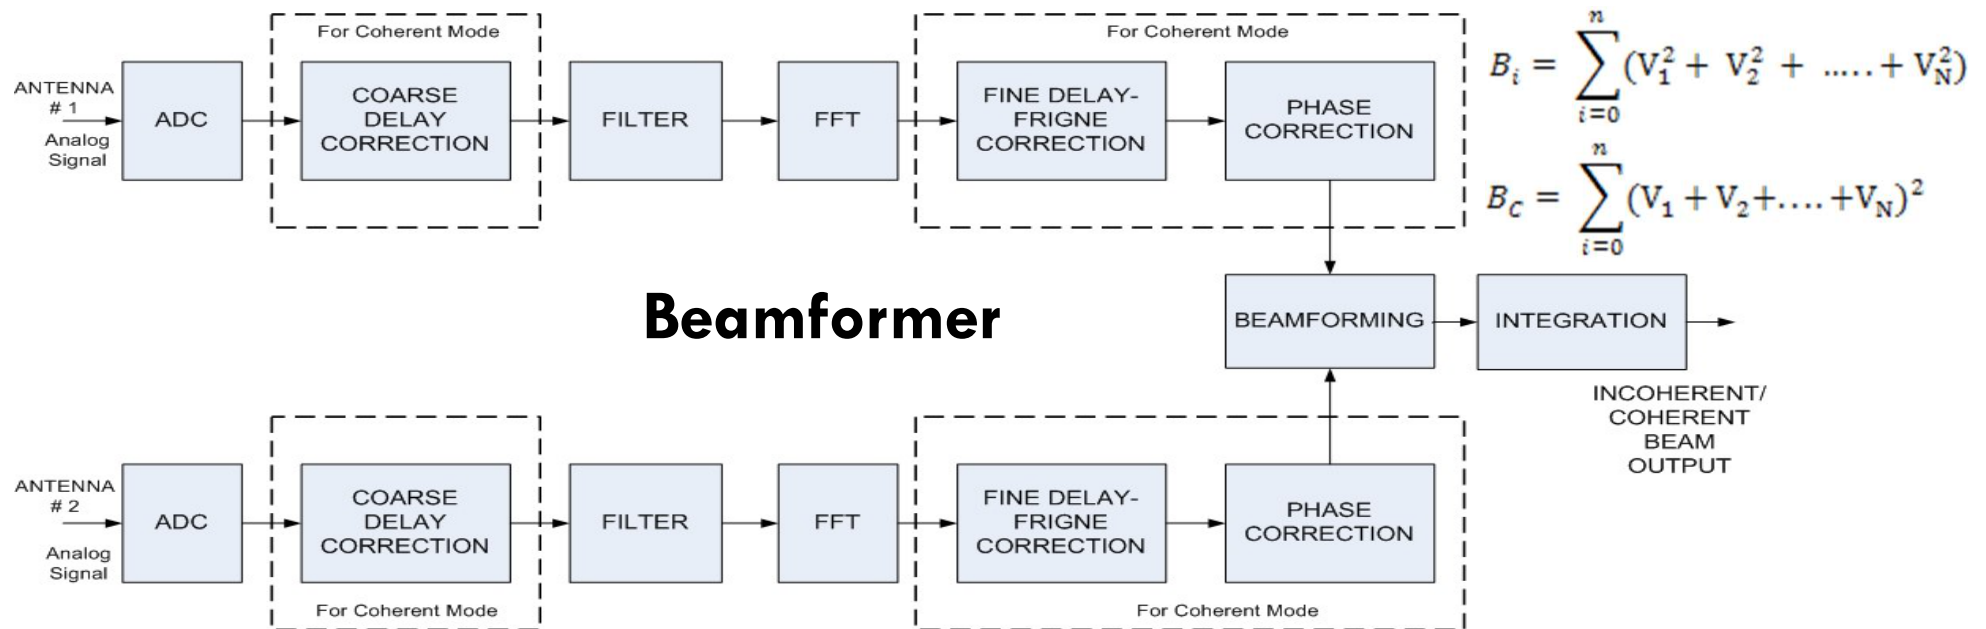 For Coherent Mode
For Coherent Mode
ANTENNA
# 1
Analog
Signal
ADC
COARSE
DELAY
CORRECTION
FILTER
FFT
FINE DELAY-
FRIGNE
CORRECTION
PHASE
CORRECTION
B_i = \sum_{i=0}^{n} (V_1^2 + V_2^2 + ..... + V_N^2)
B_C = \sum_{i=0}^{n} (V_1 + V_2+....+V_N)^2
Beamformer
BEAMFORMING
INTEGRATION
INCOHERENT/
COHERENT
BEAM
OUTPUT
ANTENNA
# 2
Analog
Signal
ADC
COARSE
DELAY
CORRECTION
FILTER
FFT
FINE DELAY-
FRIGNE
CORRECTION
PHASE
CORRECTION
For Coherent Mode
For Coherent Mode